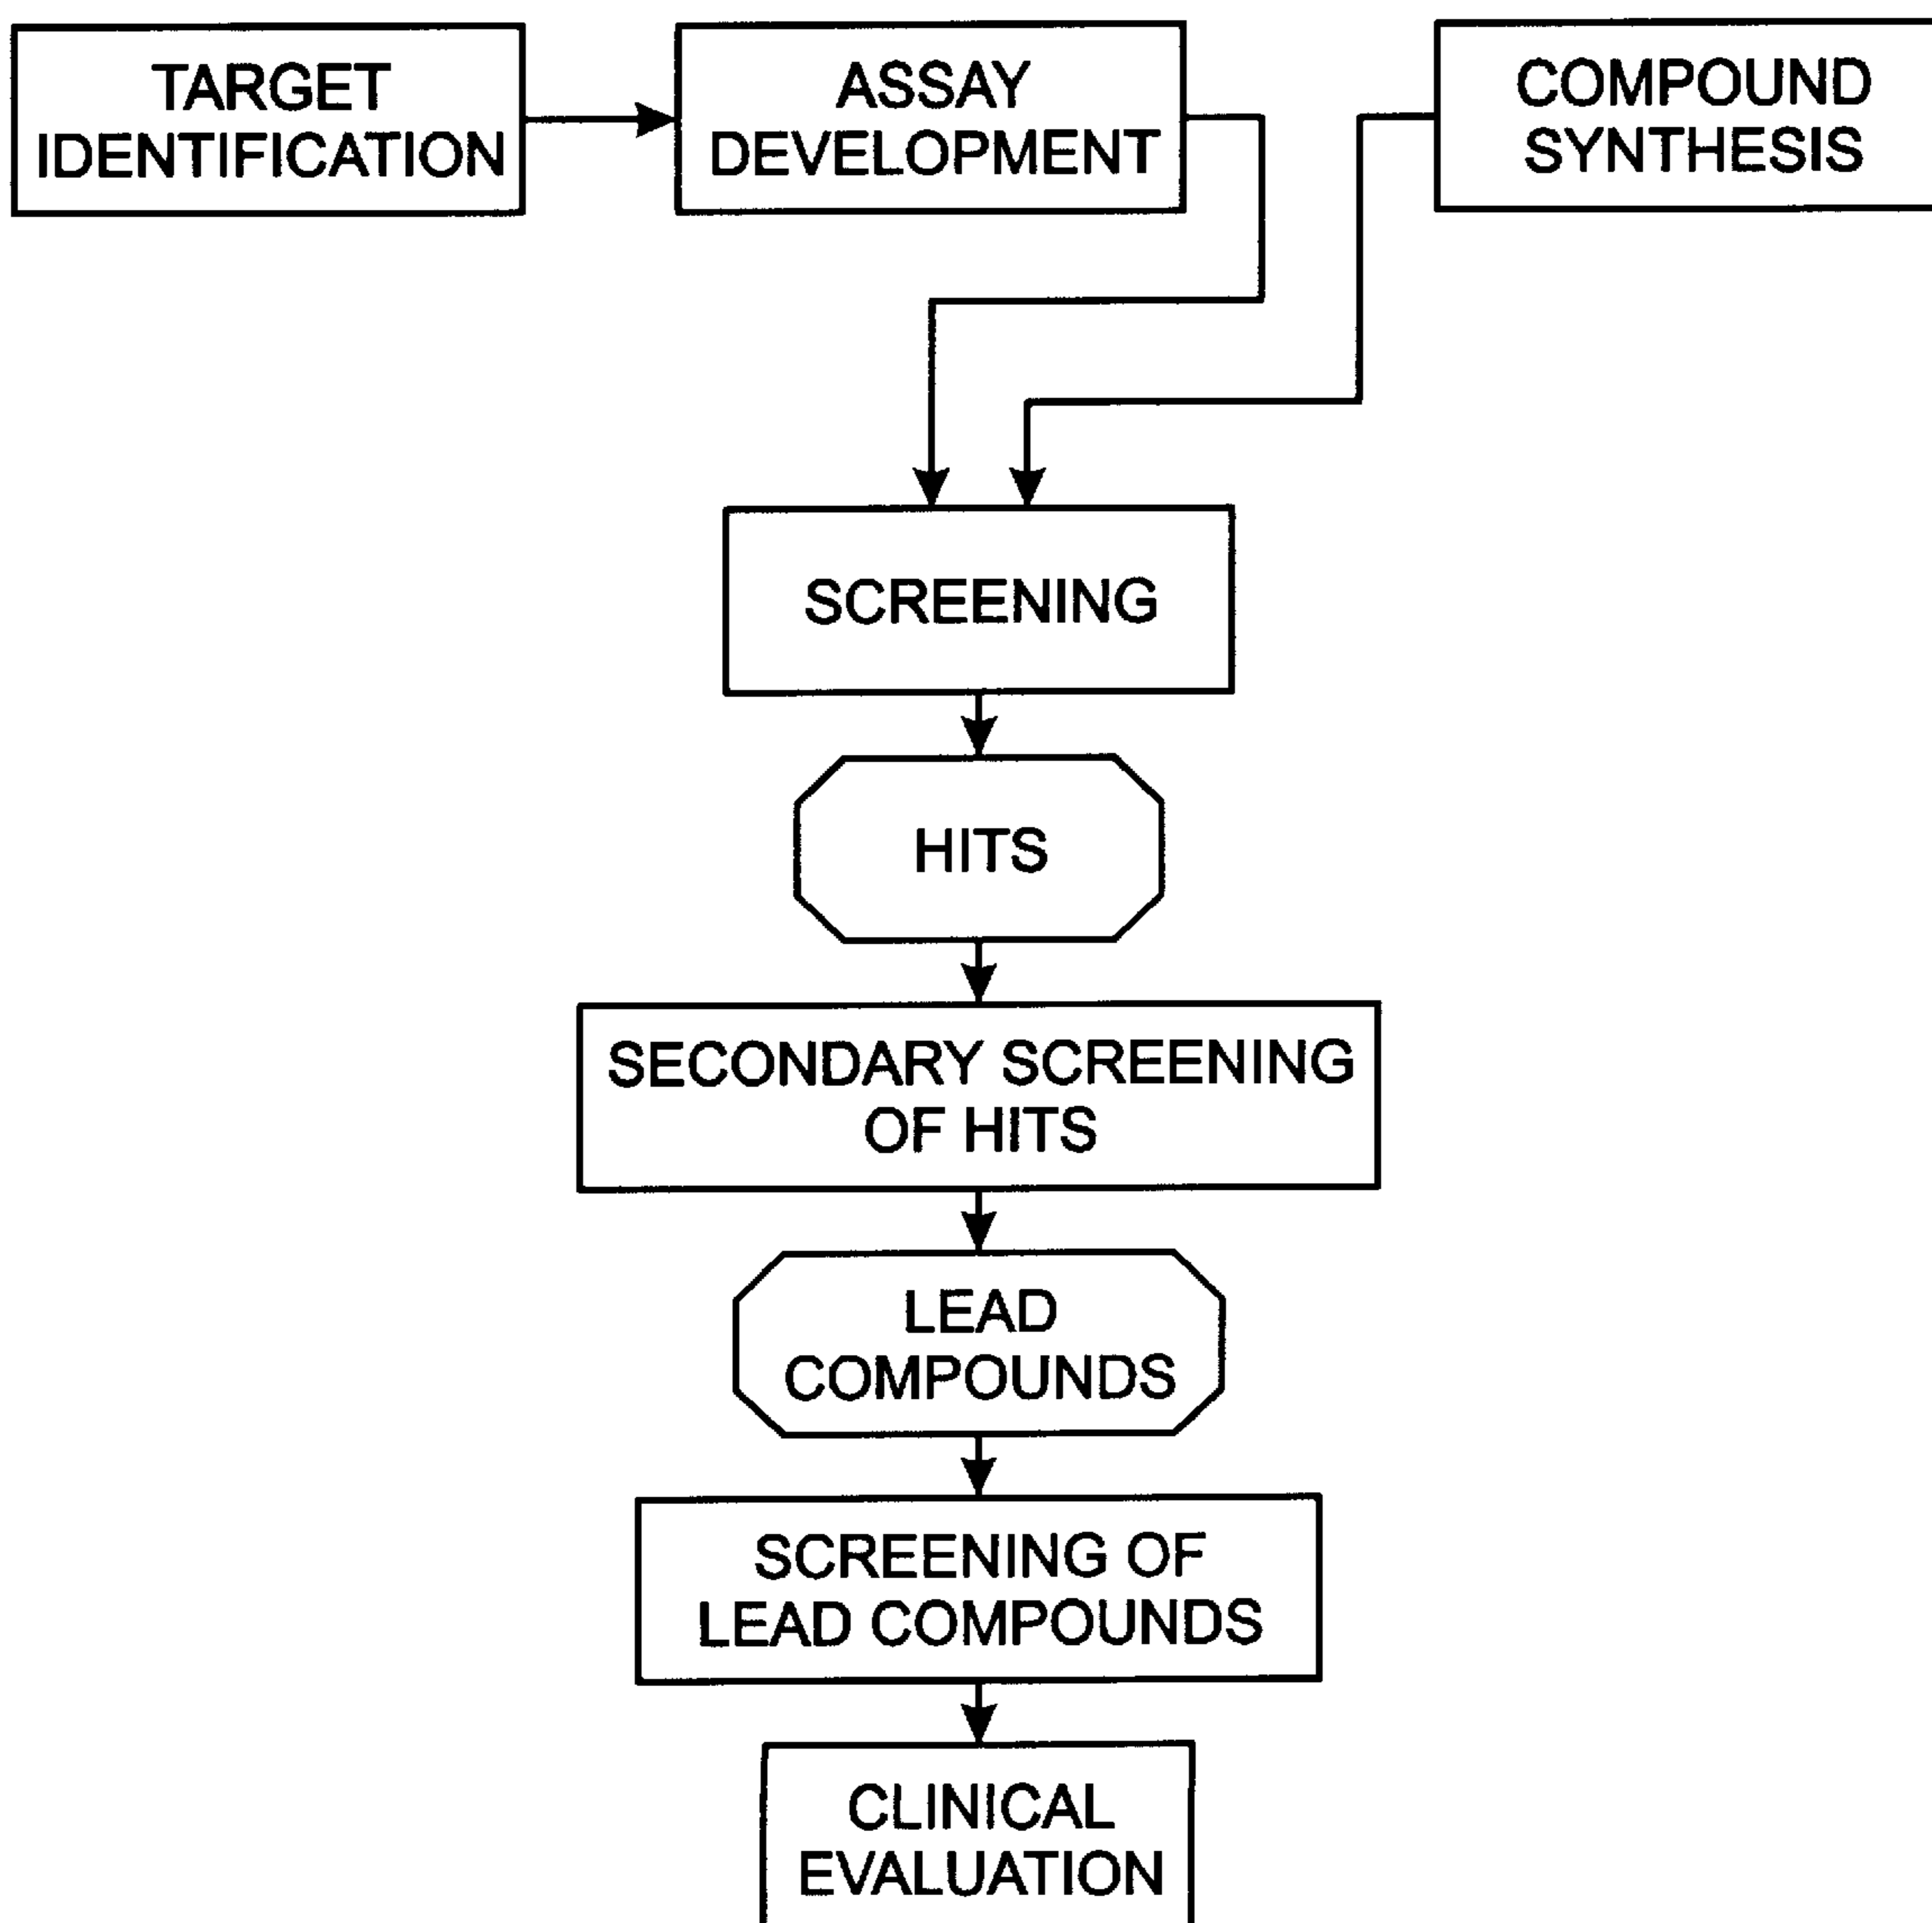 TARGET
IDENTIFICATION
ASSAY
DEVELOPMENT
COMPOUND
SYNTHESIS
SCREENING
HITS
SECONDARY SCREENING
OF HITS
LEAD
COMPOUNDS
SCREENING OF
LEAD COMPOUNDS
CLINICAL
EVALUATION